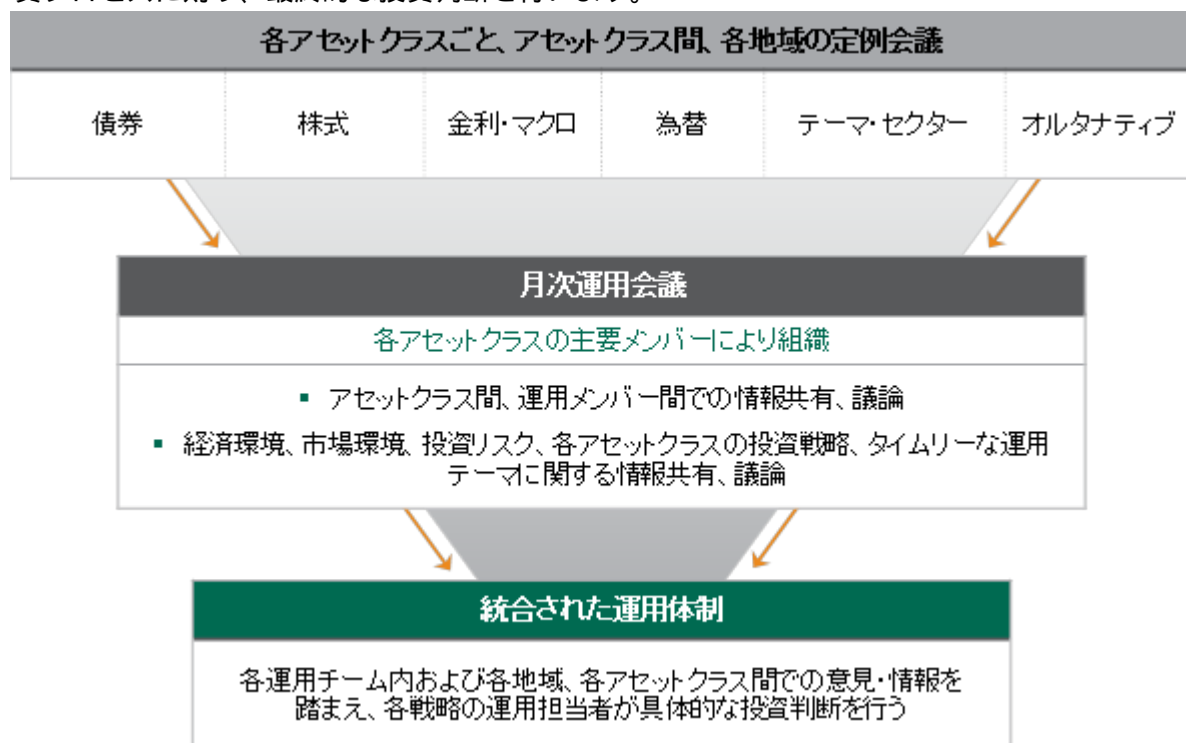 各アセットクラスごと、アセットクラス間、各地域の定例会議
債券 株式 金利・マクロ 為替 テーマ・セクター オルタナティブ
月次運用会議
各アセットクラスの主要メンバーにより組織
▪ アセットクラス間、運用メンバー間での情報共有、議論
▪ 経済環境、市場環境、投資リスク、各アセットクラスの投資戦略、タイムリーな運用
テーマに関する情報共有、議論
統合された運用体制
各運用チーム内および各地域、各アセットクラス間での意見・情報を
踏まえ、各戦略の運用担当者が具体的な投資判断を行う